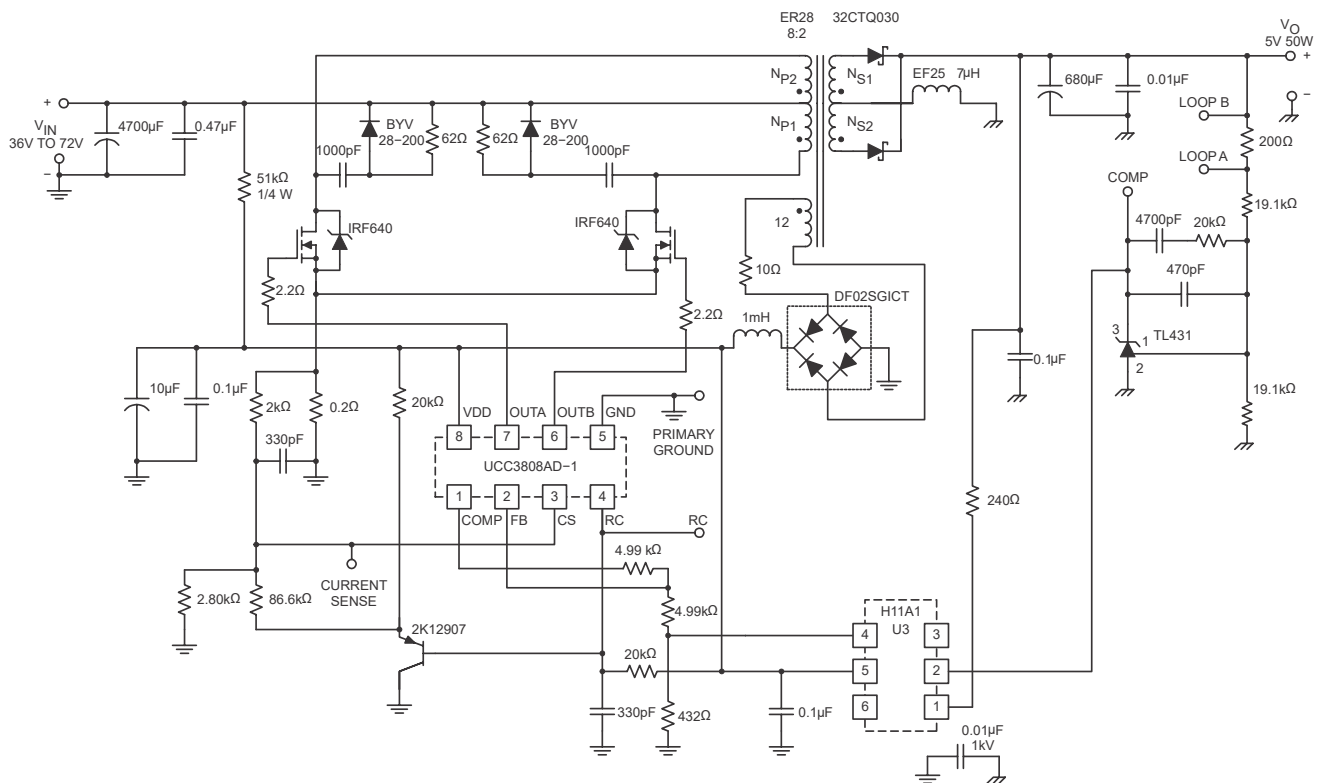 ER28
8:2
32CTQ030
VO
5V 50W
+
−
NP2
NS1
EF25
7µH
680µF
0.01µF
LOOP B
200Ω
LOOP A
+
VIN
36V TO 72V
−
4700µF
0.47µF
BYV
28−200
62Ω
62Ω
BYV
28−200
NP1
NS2
1000pF
1000pF
51kΩ
1/4 W
IRF640
IRF640
12
COMP
19.1kΩ
4700pF
20kΩ
10Ω
470pF
2.2Ω
2.2Ω
DF02SGICT
1mH
3
1
TL431
2
0.1µF
10µF
0.1µF
2kΩ
0.2Ω
20kΩ
19.1kΩ
VDD
OUTA
OUTB
GND
PRIMARY
GROUND
330pF
8
7
6
5
UCC3808AD−1
1
2
3
4
COMP
FB
CS
RC
RC
240Ω
4.99 kΩ
CURRENT
SENSE
2.80kΩ
86.6kΩ
4.99kΩ
H11A1
U3
2K12907
4
3
20kΩ
5
2
6
1
330pF
432Ω
0.1µF
0.01µF
1kV